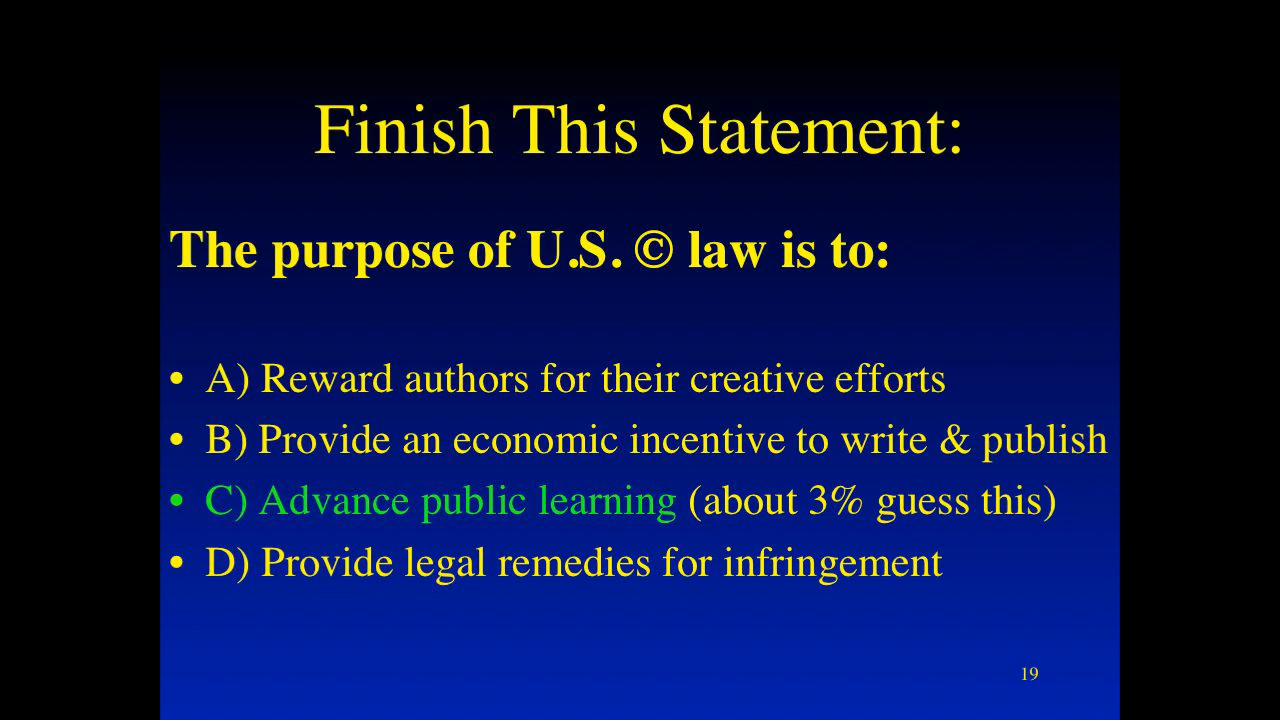 Finish This Statement:
The purpose of U.S. © law is to:
• A) Reward authors for their creative efforts
• B) Provide an economic incentive to write & publish
• C) Advance public learning (about 3% guess this)
• D) Provide legal remedies for infringement
19